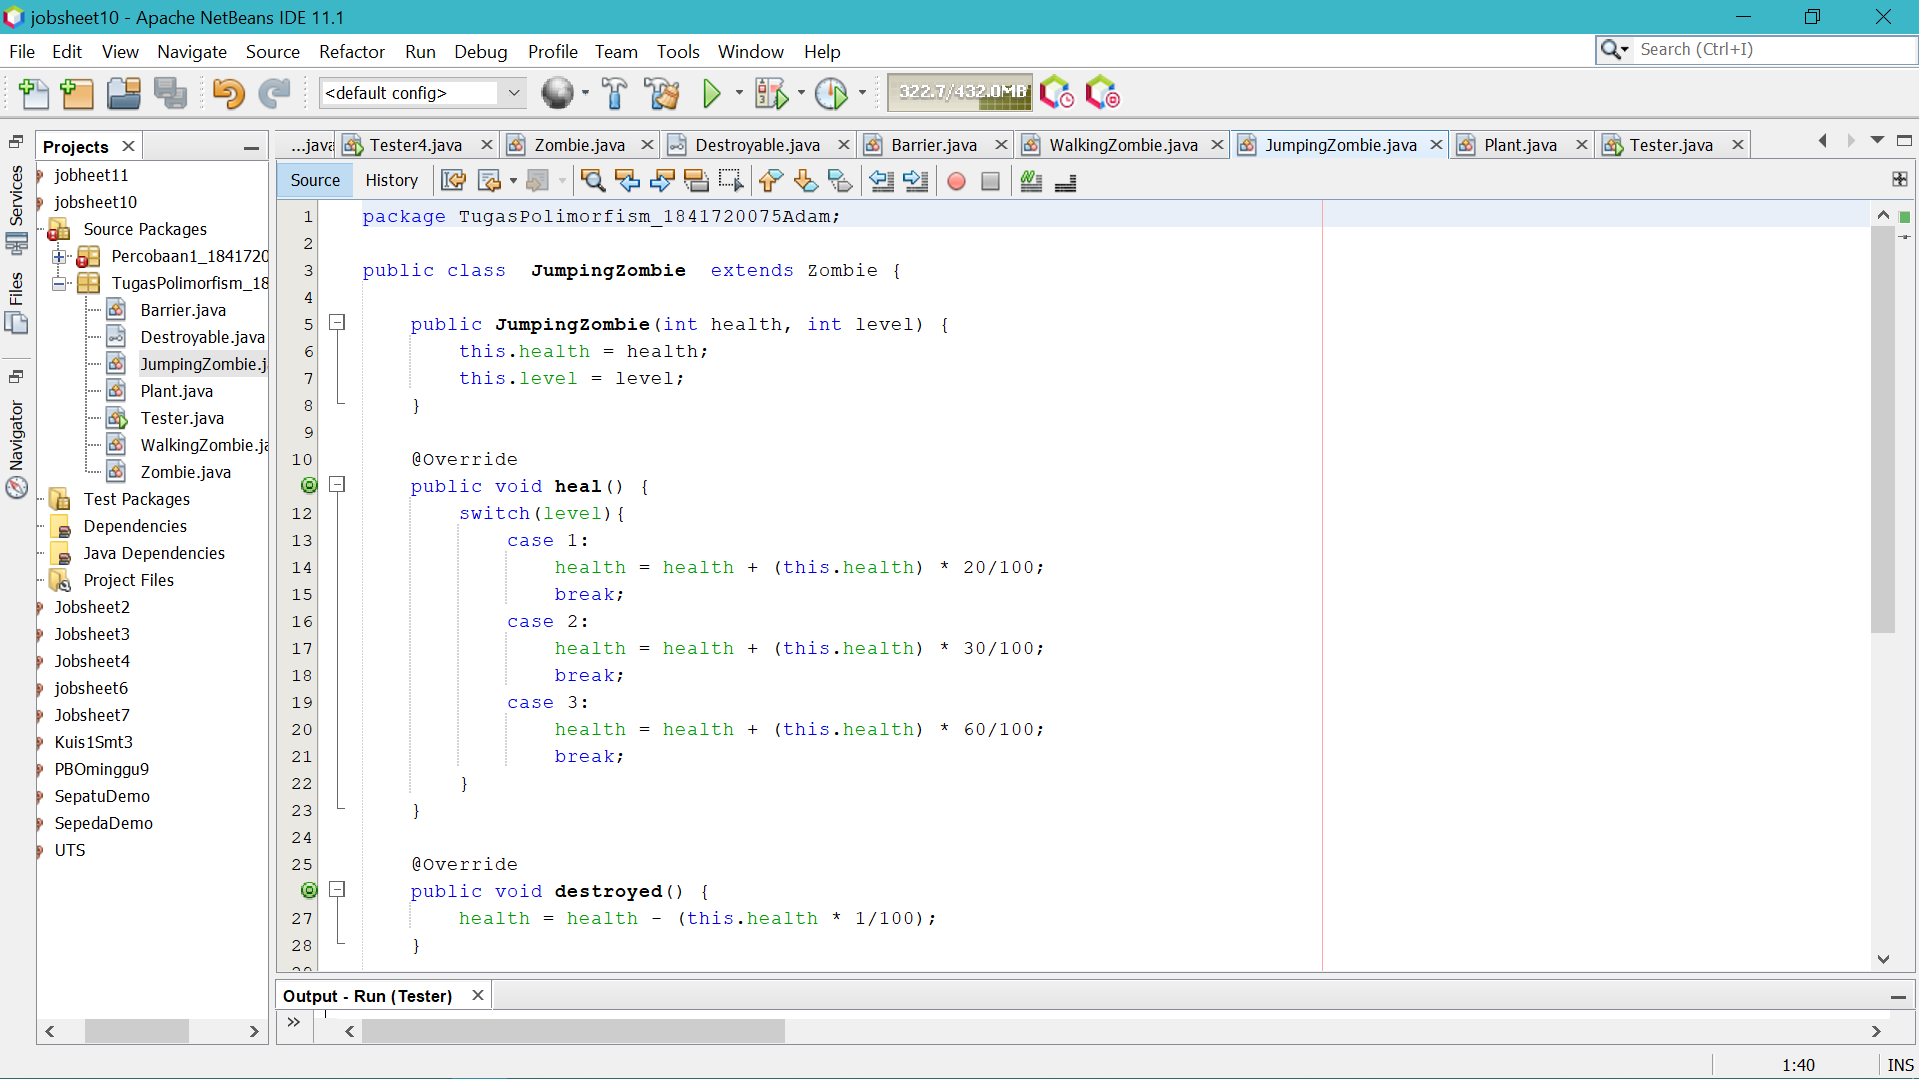 jobsheet10 - Apache NetBeans IDE 11.1
File Edit View Navigate Source Refactor Run Debug Profile Team Tools Window Help
Search (Ctrl+I)
<default config>
322.7/432.0MB
Services
Files
Navigator
Projects
jobheet11
jobsheet10
Source Packages
Percobaan1_1841720
TugasPolimorfism_18
Barrier.java
Destroyable.java
JumpingZombie.j
Plant.java
Tester.java
WalkingZombie.ja
Zombie.java
Test Packages
Dependencies
Java Dependencies
Project Files
Jobsheet2
Jobsheet3
Jobsheet4
jobsheet6
Jobsheet7
Kuis1Smt3
PBOminggu9
SepatuDemo
SepedaDemo
UTS
...java Tester4.java Zombie.java Destroyable.java Barrier.java WalkingZombie.java JumpingZombie.java Plant.java Tester.java
Source History
1 package TugasPolimorfism_1841720075Adam;
2
3 public class  JumpingZombie  extends Zombie {
4
5 public JumpingZombie(int health, int level) {
6 this.health = health;
7 this.level = level;
8 }
9
10 @Override
public void heal() {
12 switch(level){
13 case 1:
14 health = health + (this.health) * 20/100;
15 break;
16 case 2:
17 health = health + (this.health) * 30/100;
18 break;
19 case 3:
20 health = health + (this.health) * 60/100;
21 break;
22 }
23 }
24
25 @Override
public void destroyed() {
27 health = health - (this.health * 1/100);
28 }
Output - Run (Tester)
1:40 INS